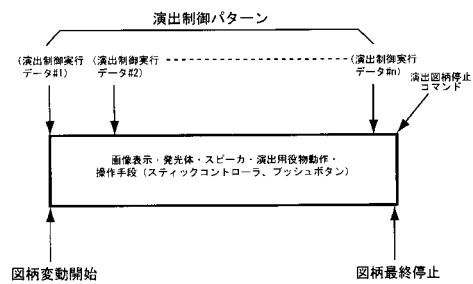 演出制御パターン
(演出制御実行
データ#1)
(演出制御実行
データ#2)
(演出制御実行
データ#n)
演出図柄停止
コマンド
画像表示・発光体・スピーカ・演出用役物動作・
操作手段（スティックコントローラ、プッシュボタン）
図柄変動開始
図柄最終停止